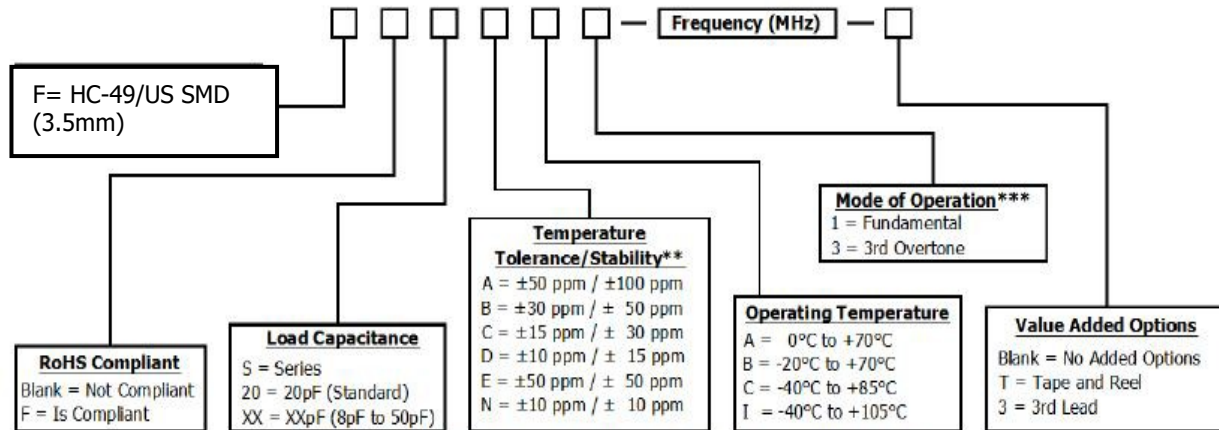 — Frequency (MHz) —
F= HC-49/US SMD
(3.5mm)
RoHS Compliant
Blank = Not Compliant
F = Is Compliant
Load Capacitance
S = Series
20 = 20pF (Standard)
XX = XXpF (8pF to 50pF)
Temperature
Tolerance/Stability**
A = ±50 ppm / ±100 ppm
B = ±30 ppm / ± 50 ppm
C = ±15 ppm / ± 30 ppm
D = ±10 ppm / ± 15 ppm
E = ±50 ppm / ± 50 ppm
N = ±10 ppm / ± 10 ppm
Operating Temperature
A = 0°C to +70°C
B = -20°C to +70°C
C = -40°C to +85°C
I = -40°C to +105°C
Mode of Operation***
1 = Fundamental
3 = 3rd Overtone
Value Added Options
Blank = No Added Options
T = Tape and Reel
3 = 3rd Lead